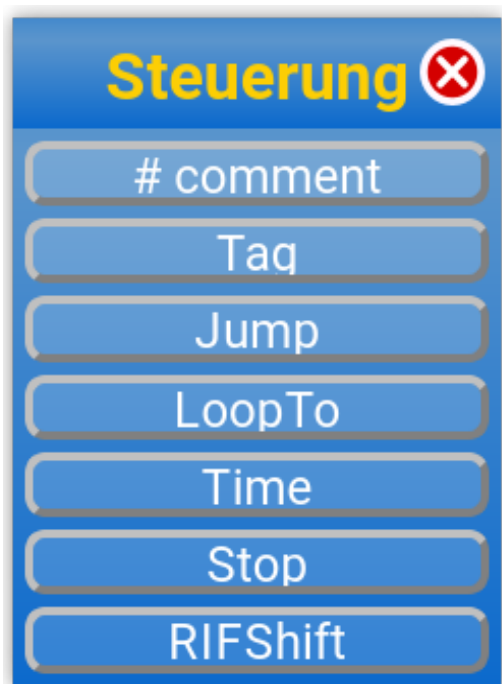 Steuerung
# comment
Tag
Jump
LoopTo
Time
Stop
RIFShift